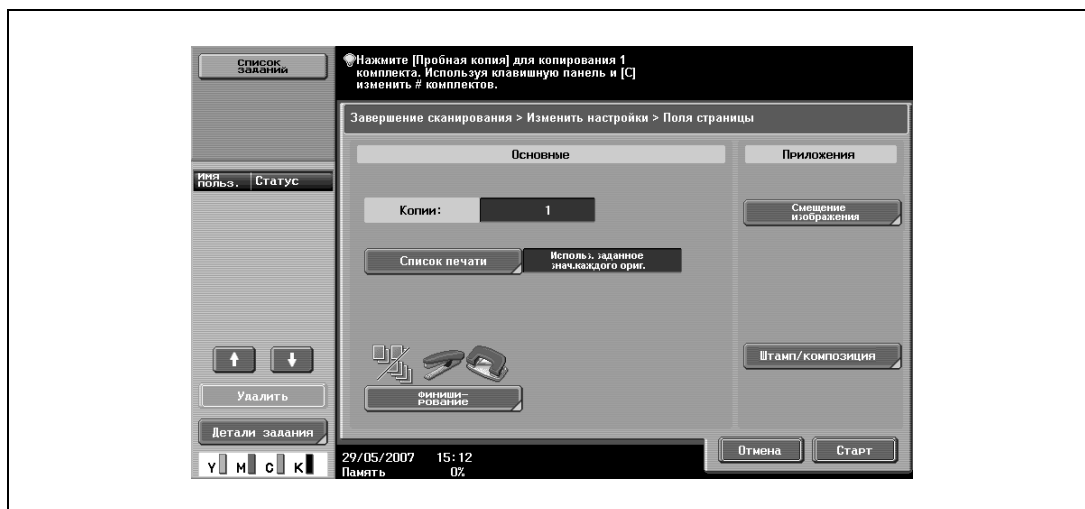 Список
заданий
Нажмите [Пробная копия] для копирования 1
комплекта. Используя клавишную панель и [C]
изменить # комплектов.
Завершение сканирования > Изменить настройки > Поля страницы
Основные
Приложения
Имя
польз.
Статус
Копии:
1
Смещение
изображения
Список печати
Использ. заданное
знач.каждого ориг.
Штамп/композиция
Финиши-
рование
Удалить
Детали задания
Отмена
Старт
Y M C K
29/05/2007 15:12
Память 0%